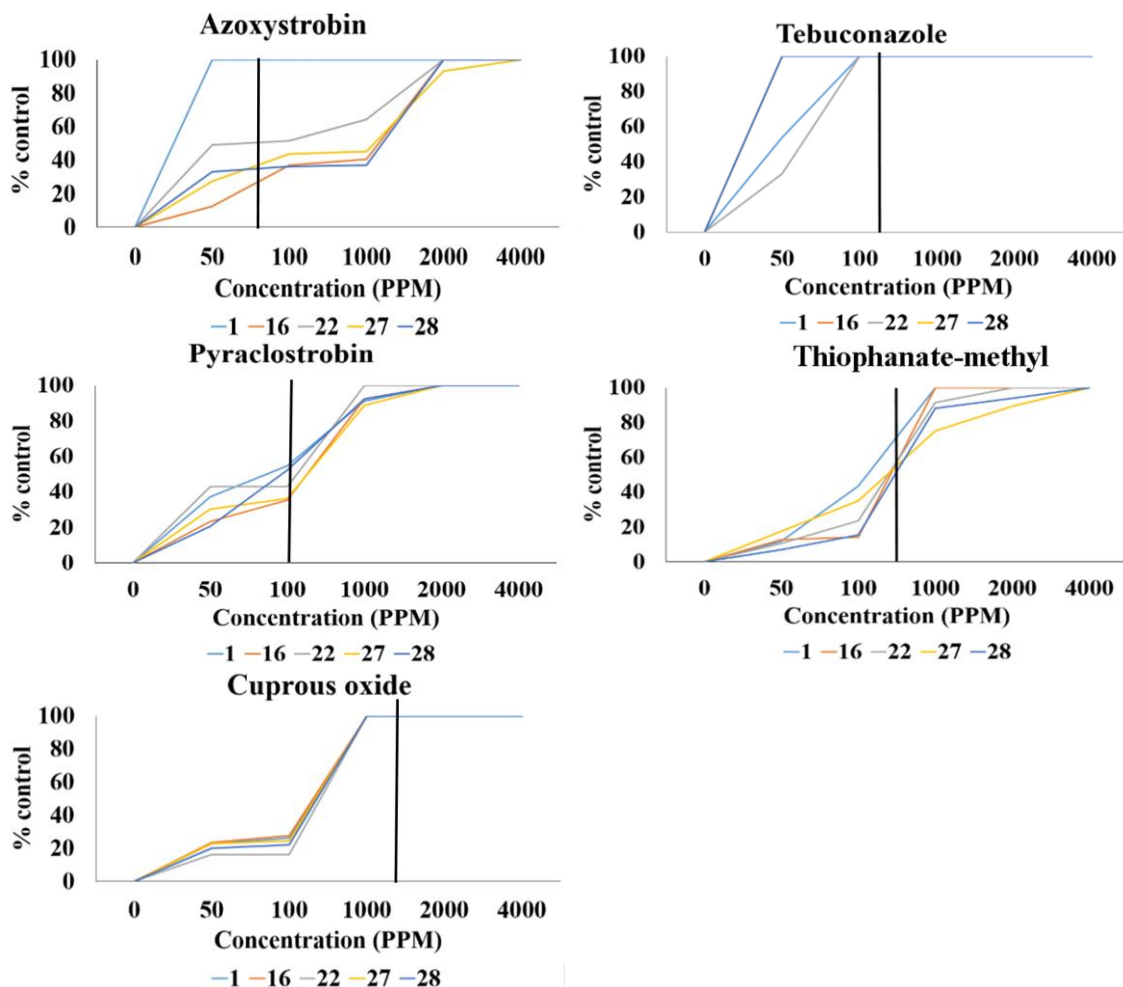 Azoxystrobin
% control
100
80
60
40
20
0
0 50 100 1000 2000 4000
Concentration (PPM)
1 16 22 27 28
Tebuconazole
% control
100
80
60
40
20
0
0 50 100 1000 2000 4000
Concentration (PPM)
1 16 22 27 28
Pyraclostrobin
% control
100
80
60
40
20
0
0 50 100 1000 2000 4000
Concentration (PPM)
1 16 22 27 28
Thiophanate-methyl
% control
100
80
60
40
20
0
0 50 100 1000 2000 4000
Concentration (PPM)
1 16 22 27 28
Cuprous oxide
% control
100
80
60
40
20
0
0 50 100 1000 2000 4000
Concentration (PPM)
1 16 22 27 28